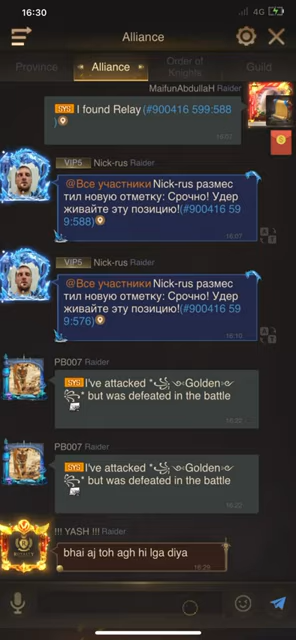 16:30
4G
Alliance
Province
Alliance
Order of
Knights
Guild
MaifunAbdullaH Raider
SYS I found Relay(#900416 599:588
)
16:07
VIP5 Nick-rus Raider
@Все участники Nick-rus размес
тил новую отметку: Срочно! Удер
живайте эту позицию!(#900416 59
9:588)
16:07
VIP5 Nick-rus Raider
@Все участники Nick-rus размес
тил новую отметку: Срочно! Удер
живайте эту позицию!(#900416 59
9:576)
16:10
PB007 Raider
SYS I've attacked *꧁༺Golden༻
꧂* but was defeated in the battle
PB007 Raider
SYS I've attacked *꧁༺Golden༻
꧂* but was defeated in the battle
16:22
!!! YASH !!! Raider
bhai aj toh agh hi lga diya
16:29